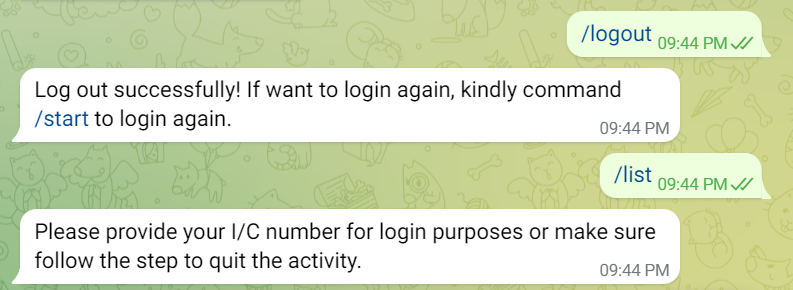 /logout 09:44 PM
Log out successfully! If want to login again, kindly command
/start to login again.
09:44 PM
/list 09:44 PM
Please provide your I/C number for login purposes or make sure
follow the step to quit the activity.
09:44 PM